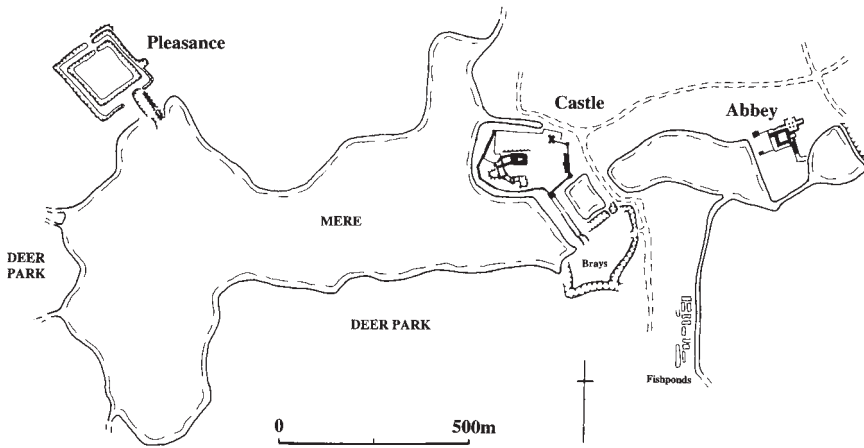 Pleasance
Castle
Abbey
MERE
DEER
PARK
Brays
DEER PARK
Fishponds
0 500m